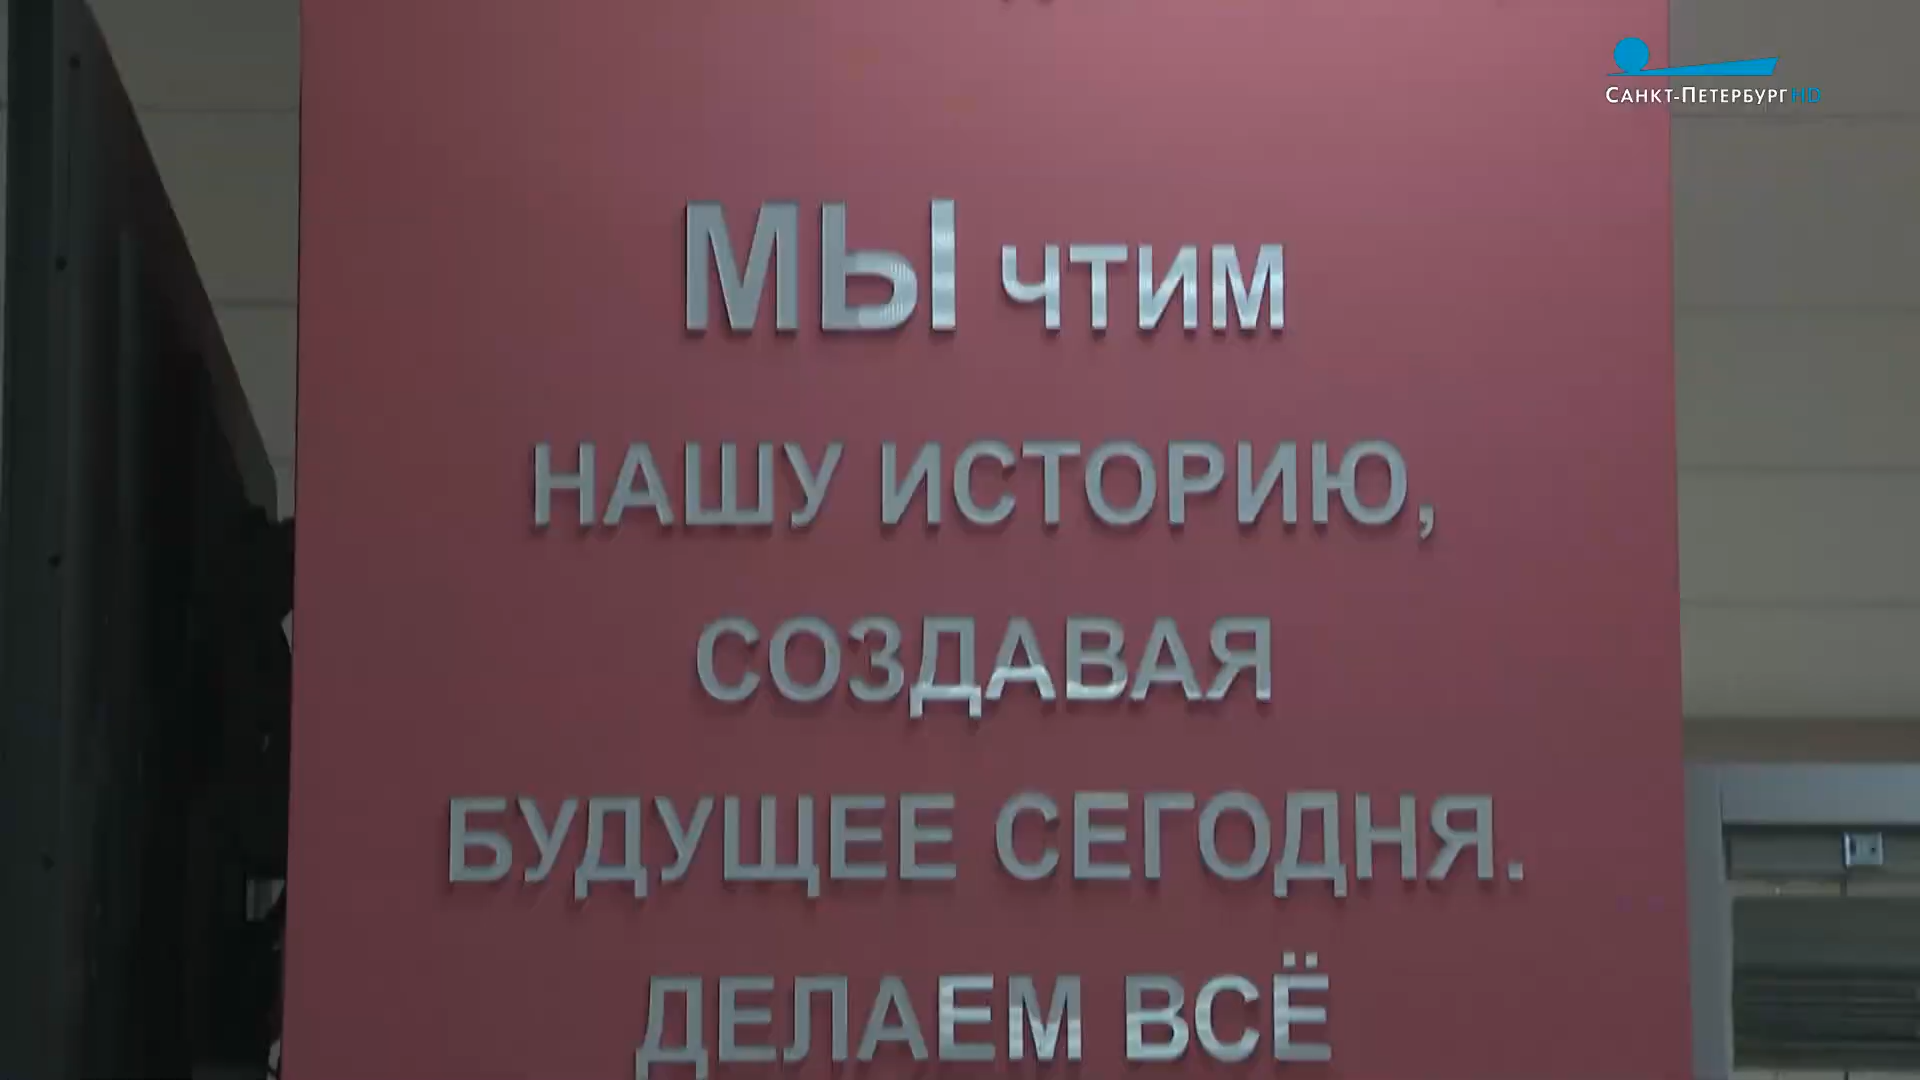 САНКТ-ПЕТЕРБУРГ HD
МЫ ЧТИМ
НАШУ ИСТОРИЮ,
СОЗДАВАЯ
БУДУЩЕЕ СЕГОДНЯ.
ДЕЛАЕМ ВСЁ